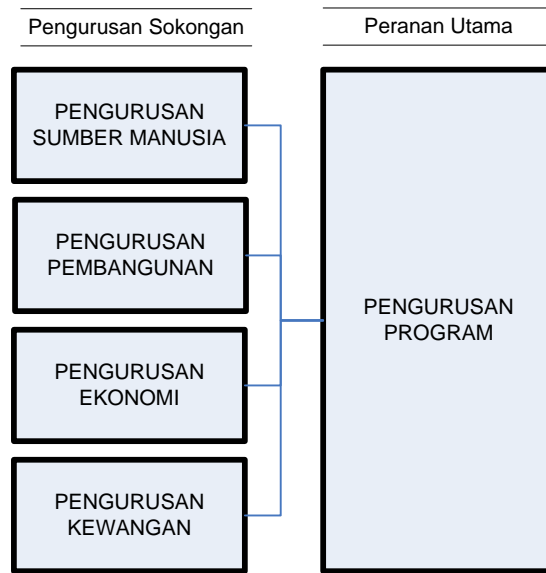 Pengurusan Sokongan
Peranan Utama
PENGURUSAN
SUMBER MANUSIA
PENGURUSAN
PEMBANGUNAN
PENGURUSAN
EKONOMI
PENGURUSAN
KEWANGAN
PENGURUSAN
PROGRAM